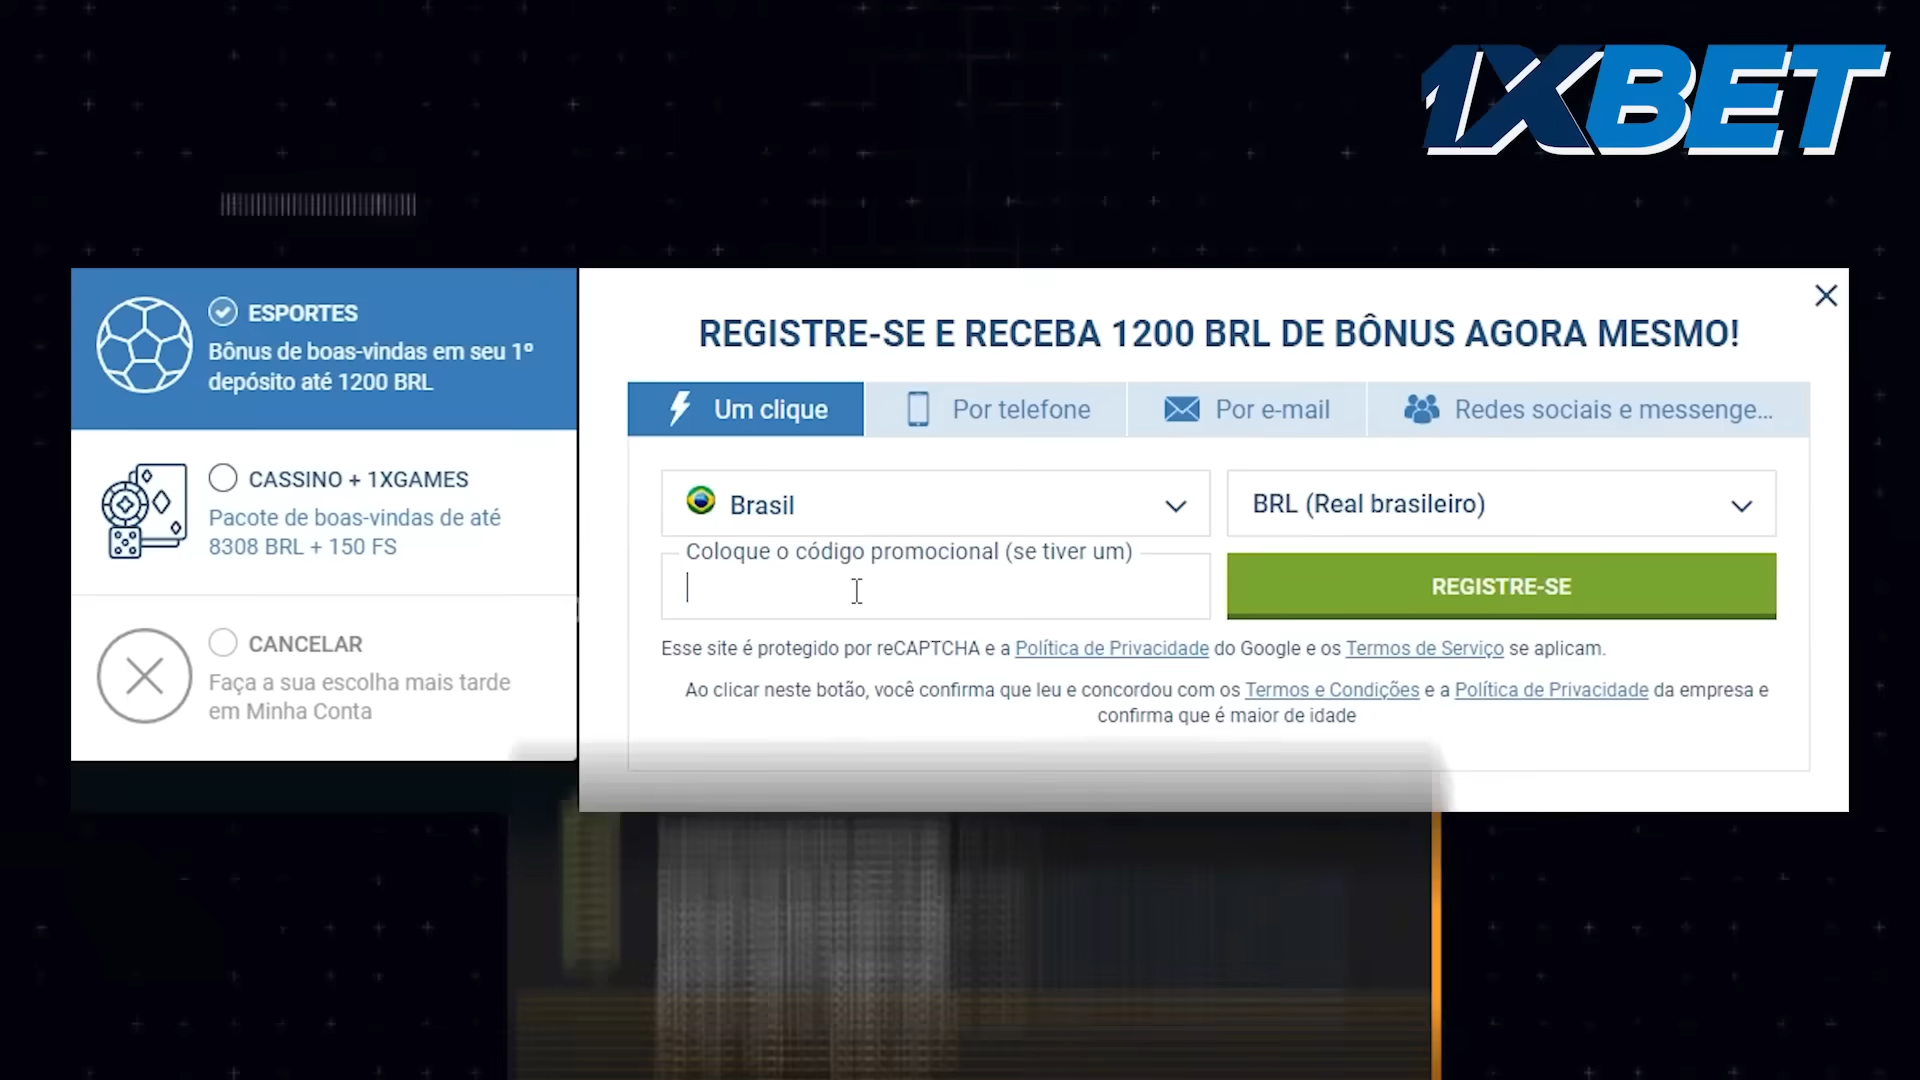 1XBET
ESPORTES
Bônus de boas-vindas em seu 1º
depósito até 1200 BRL
CASSINO + 1XGAMES
Pacote de boas-vindas de até
8308 BRL + 150 FS
CANCELAR
Faça a sua escolha mais tarde
em Minha Conta
REGISTRE-SE E RECEBA 1200 BRL DE BÔNUS AGORA MESMO!
Um clique
Por telefone
Por e-mail
Redes sociais e messenge...
Brasil
BRL (Real brasileiro)
Coloque o código promocional (se tiver um)
REGISTRE-SE
Esse site é protegido por reCAPTCHA e a Política de Privacidade do Google e os Termos de Serviço se aplicam.
Ao clicar neste botão, você confirma que leu e concordou com os Termos e Condições e a Política de Privacidade da empresa e
confirma que é maior de idade